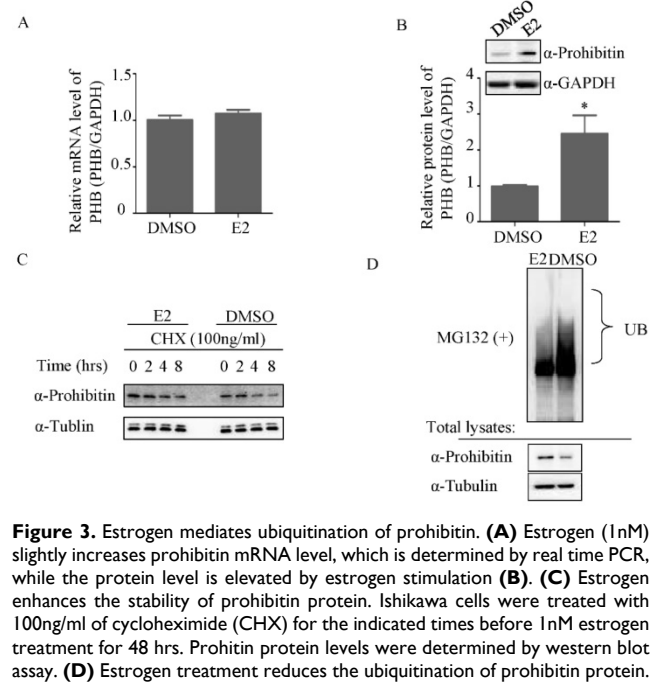 A
Relative mRNA level of
PHB (PHB/GAPDH)
1.5
1.0
0.5
0
DMSO E2
B
DMSO
E2
α-Prohibitin
α-GAPDH
Relative protein level of
PHB (PHB/GAPDH)
4
3
2
1
0
*
DMSO E2
C
E2 DMSO
CHX (100ng/ml)
Time (hrs) 0 2 4 8 0 2 4 8
α-Prohibitin
α-Tublin
D
E2 DMSO
MG132 (+)
UB
Total lysates:
α-Prohibitin
α-Tubulin
Figure 3. Estrogen mediates ubiquitination of prohibitin. (A) Estrogen (1nM)
slightly increases prohibitin mRNA level, which is determined by real time PCR,
while the protein level is elevated by estrogen stimulation (B). (C) Estrogen
enhances the stability of prohibitin protein. Ishikawa cells were treated with
100ng/ml of cycloheximide (CHX) for the indicated times before 1nM estrogen
treatment for 48 hrs. Prohitin protein levels were determined by western blot
assay. (D) Estrogen treatment reduces the ubiquitination of prohibitin protein.